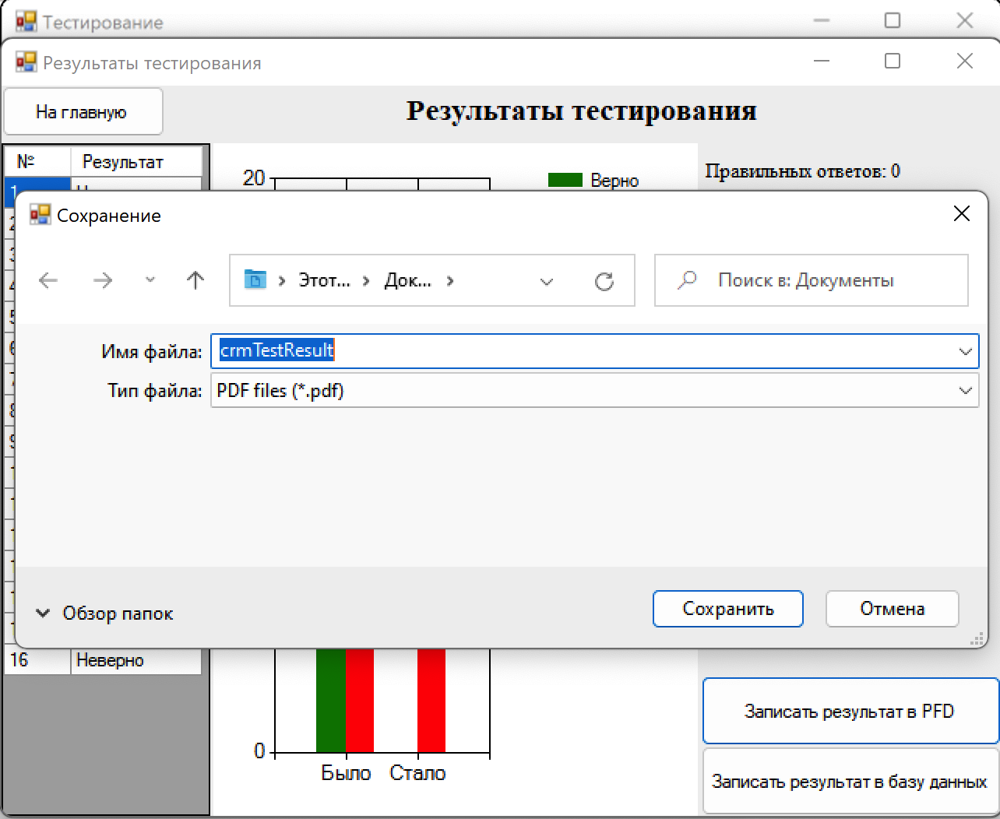 Тестирование
Результаты тестирования
На главную
Результаты тестирования
№ Результат
1
20
Верно
Правильных ответов: 0
Сохранение
Этот... Док...
Поиск в: Документы
Имя файла: crmTestResult
Тип файла: PDF files (*.pdf)
Обзор папок
Сохранить
Отмена
16 Неверно
0
Было Стало
Записать результат в PFD
Записать результат в базу данных